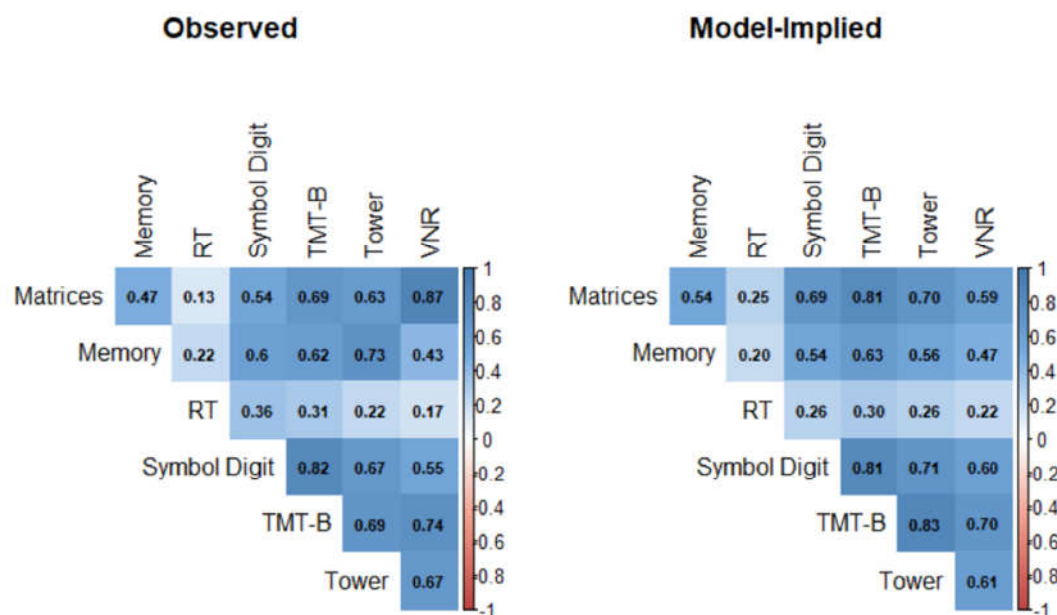 Observed
Model-Implied
Memory
RT
Symbol Digit
TMT-B
Tower
VNR
Matrices 0.47 0.13 0.54 0.69 0.63 0.87
Memory 0.22 0.6 0.62 0.73 0.43
RT 0.36 0.31 0.22 0.17
Symbol Digit 0.82 0.67 0.55
TMT-B 0.69 0.74
Tower 0.67
1
0.8
0.6
0.4
0.2
0
-0.2
-0.4
-0.6
-0.8
-1
Memory
RT
Symbol Digit
TMT-B
Tower
VNR
Matrices 0.54 0.25 0.69 0.81 0.70 0.59
Memory 0.20 0.54 0.63 0.56 0.47
RT 0.26 0.30 0.26 0.22
Symbol Digit 0.81 0.71 0.60
TMT-B 0.83 0.70
Tower 0.61
1
0.8
0.6
0.4
0.2
0
-0.2
-0.4
-0.6
-0.8
-1